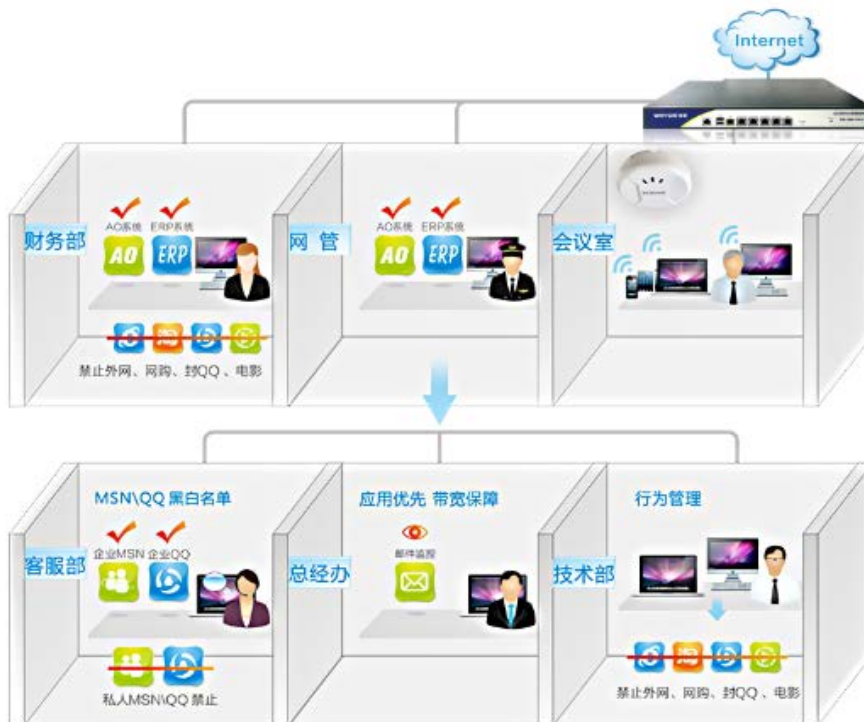 Internet
AO系统 ERP系统
财务部
AO ERP
禁止外网、网购、封QQ、电影
淘
AO系统 ERP系统
网 管
AO ERP
会议室
MSN\QQ 黑白名单
企业MSN 企业QQ
客服部
私人MSN\QQ 禁止
应用优先 带宽保障
邮件监控
总经办
行为管理
技术部
淘
禁止外网、网购、封QQ、电影